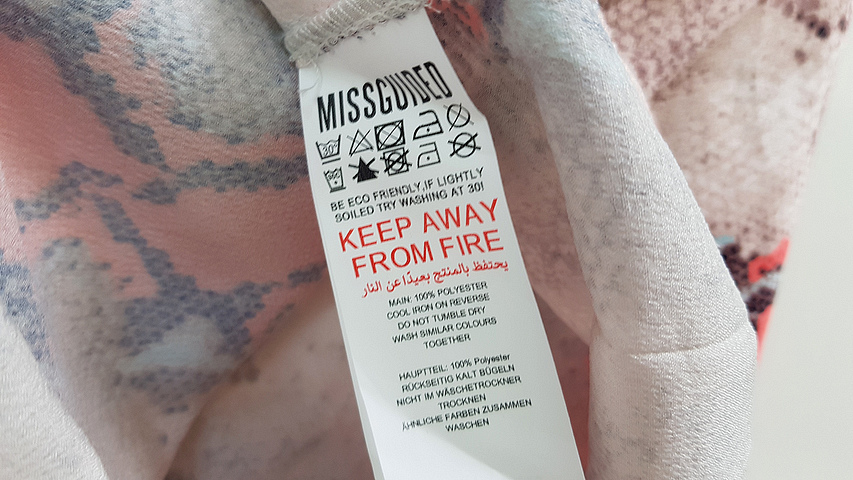 MISSGUIDED
30°
BE ECO FRIENDLY,IF LIGHTLY
SOILED TRY WASHING AT 30!
KEEP AWAY
FROM FIRE
يحتفظ بالمنتج بعيدًا عن النار
MAIN: 100% POLYESTER
COOL IRON ON REVERSE
DO NOT TUMBLE DRY
WASH SIMILAR COLOURS
TOGETHER
HAUPTTEIL: 100% Polyester
RÜCKSEITIG KALT BÜGELN
NICHT IM WÄSCHETROCKNER
TROCKNEN
ÄHNLICHE FARBEN ZUSAMMEN
WASCHEN